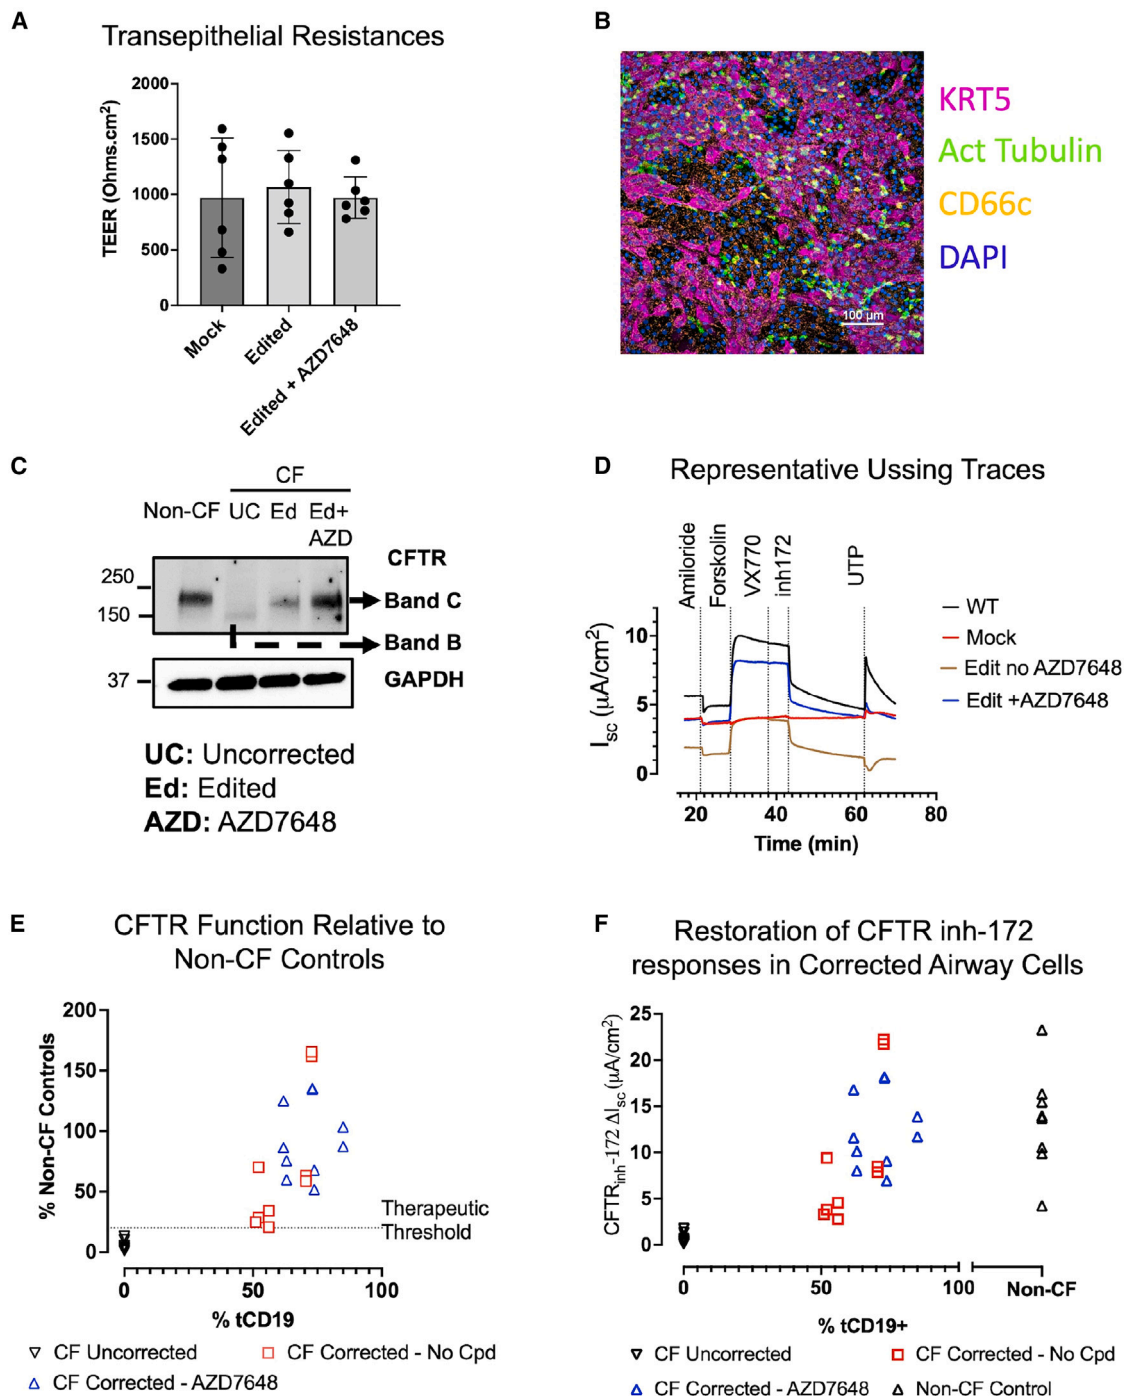 A
Transepithelial Resistances
TEER (Ohms.cm²)
2000
1500
1000
500
0
Mock
Edited
Edited + AZD7648
B
KRT5
Act Tubulin
CD66c
DAPI
100 µm
C
CF
Non-CF UC Ed Ed+
AZD
CFTR
250
Band C
150
Band B
37
GAPDH
UC: Uncorrected
Ed: Edited
AZD: AZD7648
D
Representative Ussing Traces
Amiloride
Forskolin
VX770
inh172
UTP
Isc (µA/cm²)
10
5
0
20 40 60 80
Time (min)
WT
Mock
Edit no AZD7648
Edit +AZD7648
E
CFTR Function Relative to
Non-CF Controls
% Non-CF Controls
200
150
100
50
0
Therapeutic
Threshold
0 50 100
% tCD19
CF Uncorrected
CF Corrected - No Cpd
CF Corrected - AZD7648
F
Restoration of CFTR inh-172
responses in Corrected Airway Cells
CFTRinh-172 ΔIsc (µA/cm²)
25
20
15
10
5
0
0 50 100 Non-CF
% tCD19+
CF Uncorrected
CF Corrected - No Cpd
CF Corrected - AZD7648
Non-CF Control